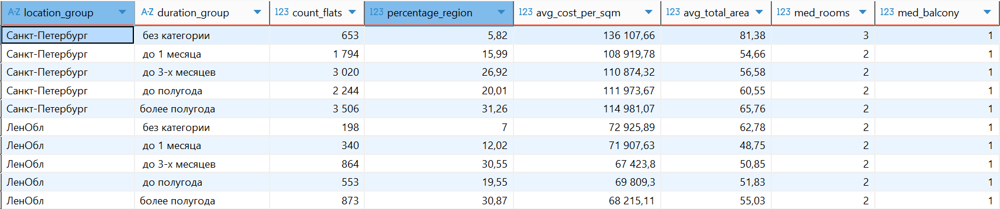 A-Z location_group A-Z duration_group 123 count_flats 123 percentage_region 123 avg_cost_per_sqm 123 avg_total_area 123 med_rooms 123 med_balcony
Санкт-Петербург без категории 653 5,82 136 107,66 81,38 3 1
Санкт-Петербург до 1 месяца 1 794 15,99 108 919,78 54,66 2 1
Санкт-Петербург до 3-х месяцев 3 020 26,92 110 874,32 56,58 2 1
Санкт-Петербург до полугода 2 244 20,01 111 973,67 60,55 2 1
Санкт-Петербург более полугода 3 506 31,26 114 981,07 65,76 2 1
ЛенОбл без категории 198 7 72 925,89 62,78 2 1
ЛенОбл до 1 месяца 340 12,02 71 907,63 48,75 2 1
ЛенОбл до 3-х месяцев 864 30,55 67 423,8 50,85 2 1
ЛенОбл до полугода 553 19,55 69 809,3 51,83 2 1
ЛенОбл более полугода 873 30,87 68 215,11 55,03 2 1